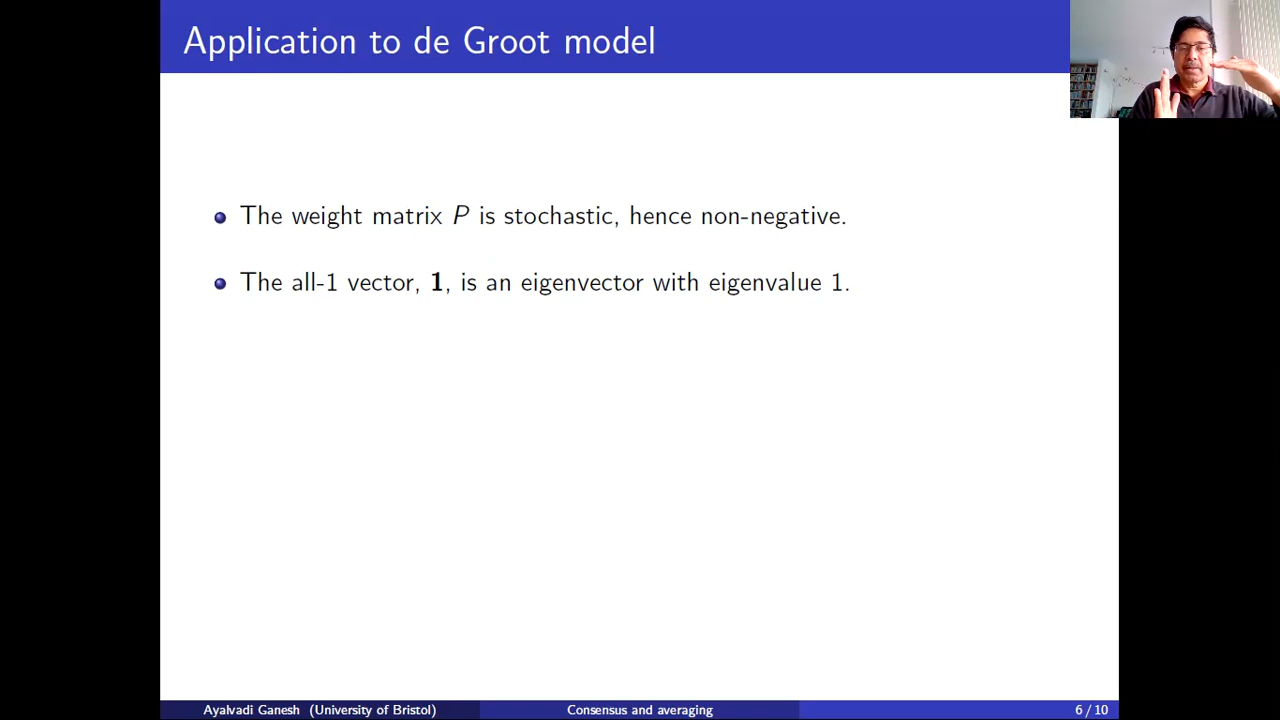 Application to de Groot model
The weight matrix P is stochastic, hence non-negative.
The all-1 vector, 1, is an eigenvector with eigenvalue 1.
Ayalvadi Ganesh (University of Bristol)
Consensus and averaging
6 / 10